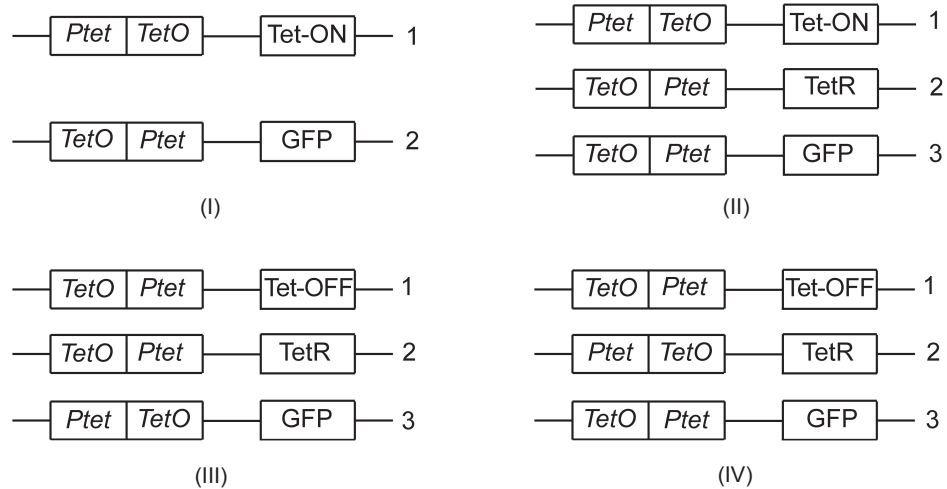 Ptet TetO Tet-ON 1
TetO Ptet GFP 2
(I)
Ptet TetO Tet-ON 1
TetO Ptet TetR 2
TetO Ptet GFP 3
(II)
TetO Ptet Tet-OFF 1
TetO Ptet TetR 2
Ptet TetO GFP 3
(III)
TetO Ptet Tet-OFF 1
Ptet TetO TetR 2
TetO Ptet GFP 3
(IV)